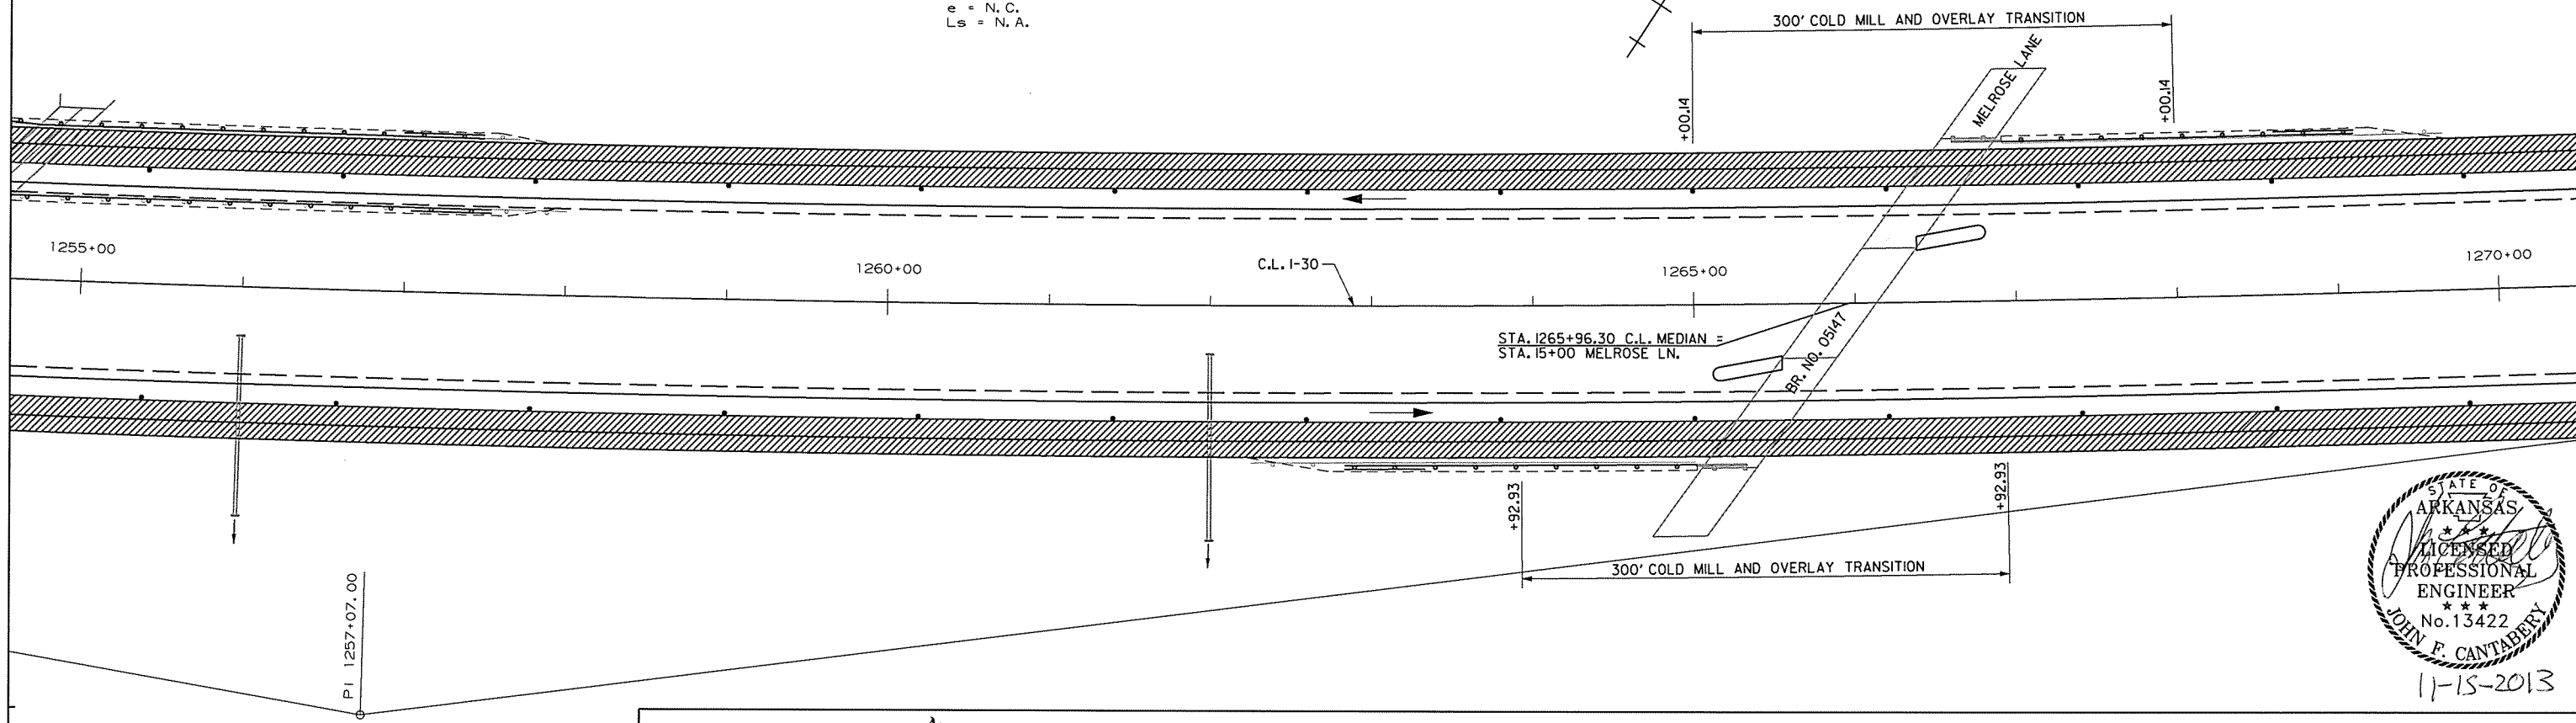 e = N.C.
Ls = N.A.
300' COLD MILL AND OVERLAY TRANSITION
MELROSE LANE
+00.14
+00.14
1255+00
1260+00
C.L. I-30
1265+00
1270+00
STA. 1265+96.30 C.L. MEDIAN =
STA. 15+00 MELROSE LN.
BR. NO. 05147
+92.93
+92.93
300' COLD MILL AND OVERLAY TRANSITION
PI 1257+07.00
STATE OF
ARKANSAS
★ ★ ★
LICENSED
PROFESSIONAL
ENGINEER
★ ★ ★
No.13422
JOHN F. CANTABERY
11-15-2013